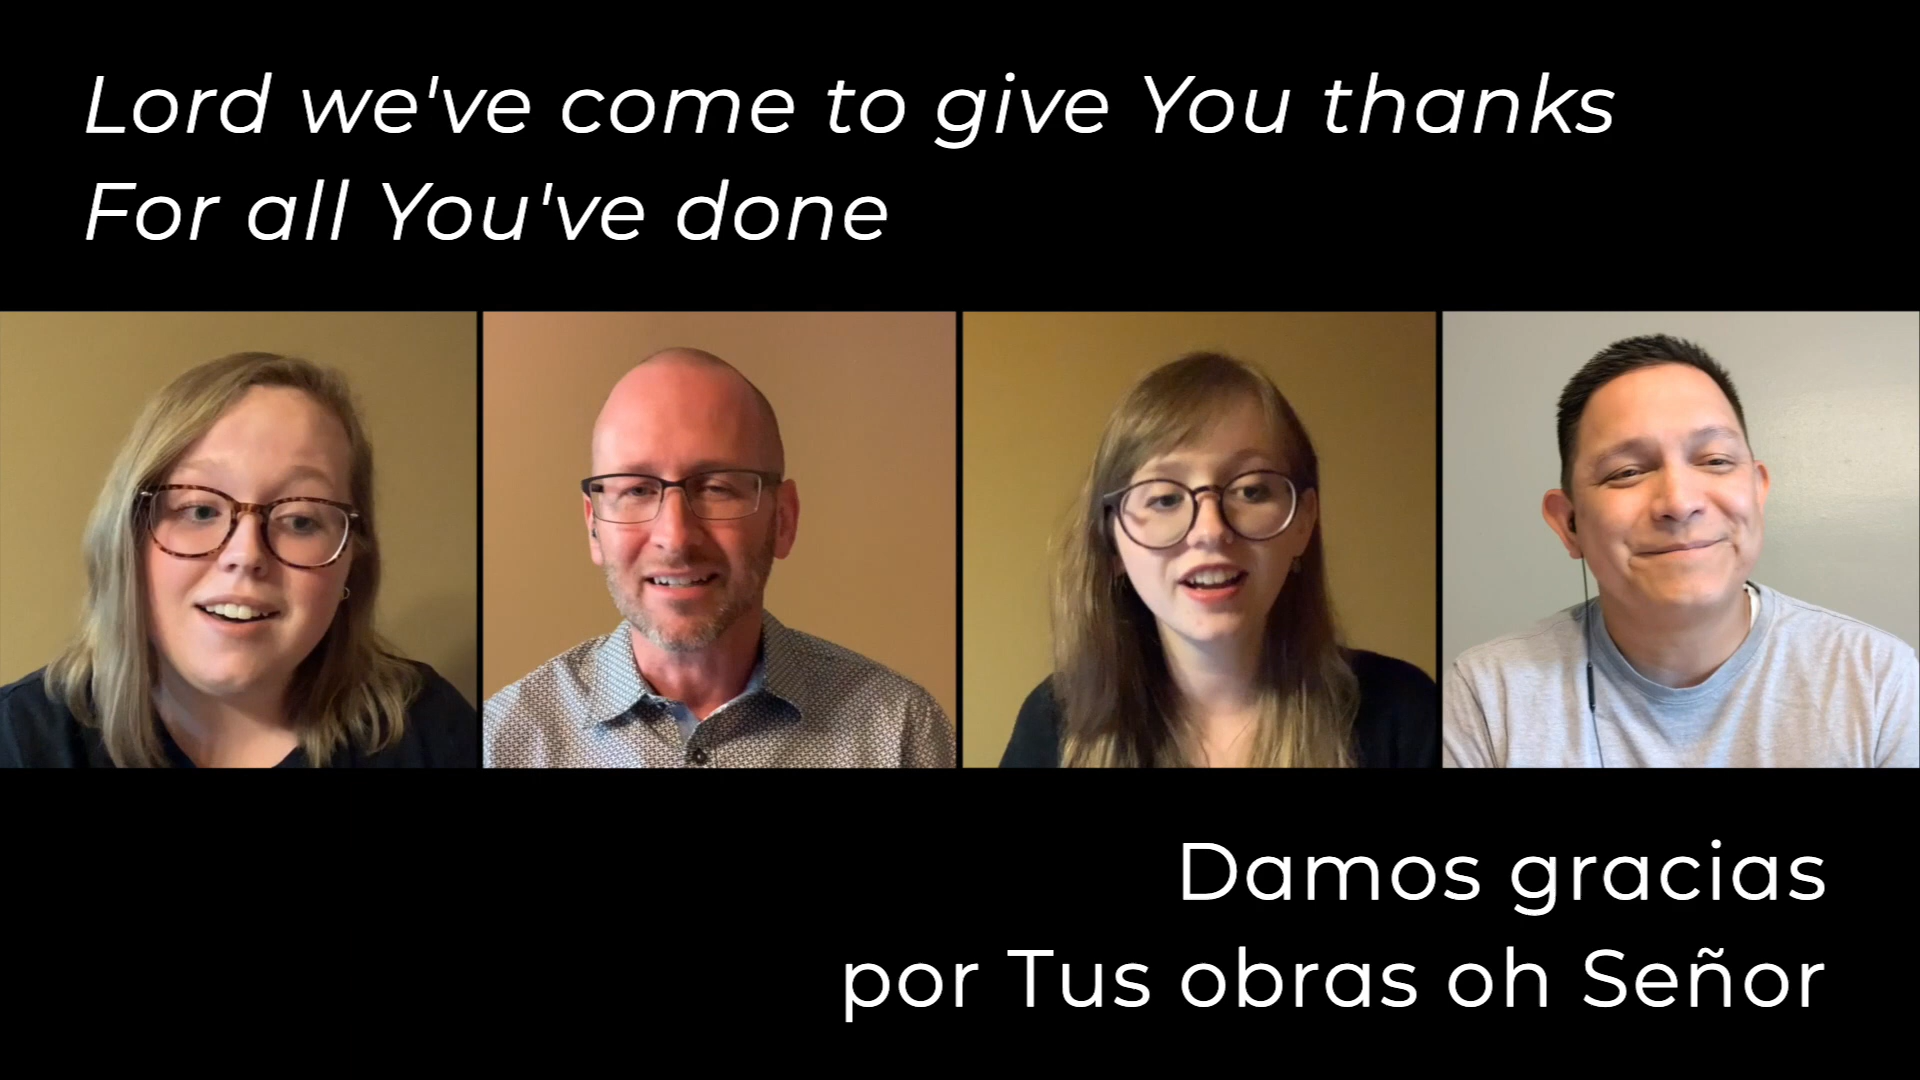 Lord we've come to give You thanks
For all You've done
Damos gracias
por Tus obras oh Señor